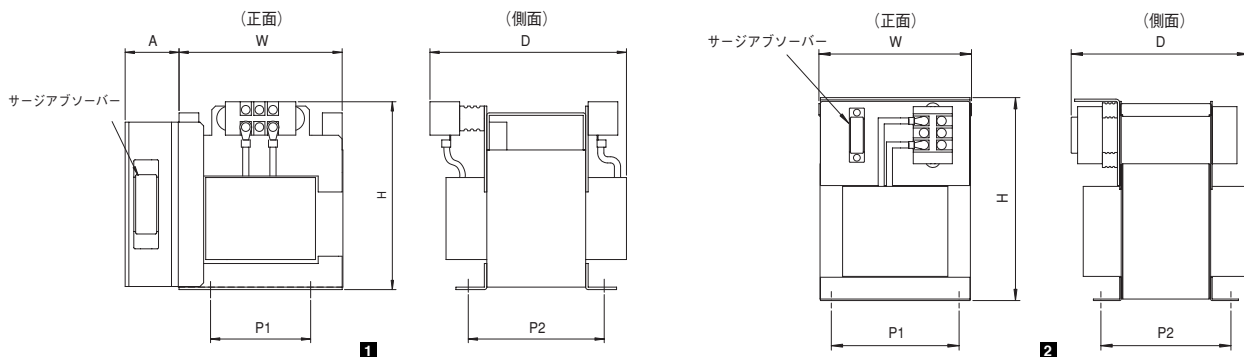 （正面）
A
W
サージアブソーバー
H
P1
（側面）
D
P2
1
（正面）
サージアブソーバー
W
H
P1
（側面）
D
P2
2